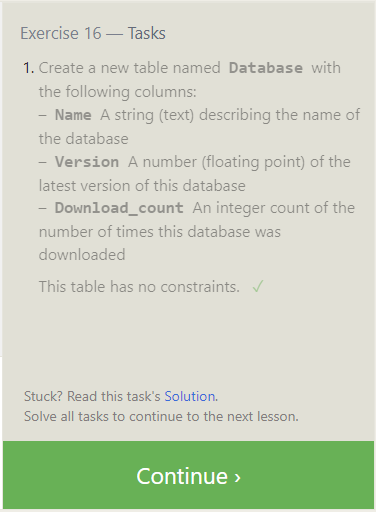 Exercise 16 — Tasks
1. Create a new table named Database with
the following columns:
– Name A string (text) describing the name of
the database
– Version A number (floating point) of the
latest version of this database
– Download_count An integer count of the
number of times this database was
downloaded
This table has no constraints. ✓
Stuck? Read this task's Solution.
Solve all tasks to continue to the next lesson.
Continue ›